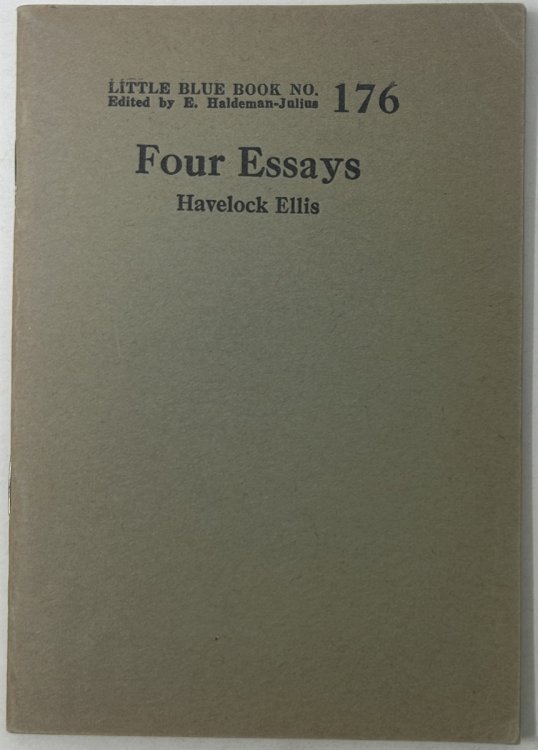 LITTLE BLUE BOOK NO. 176
Edited by E. Haldeman-Julius
Four Essays
Havelock Ellis